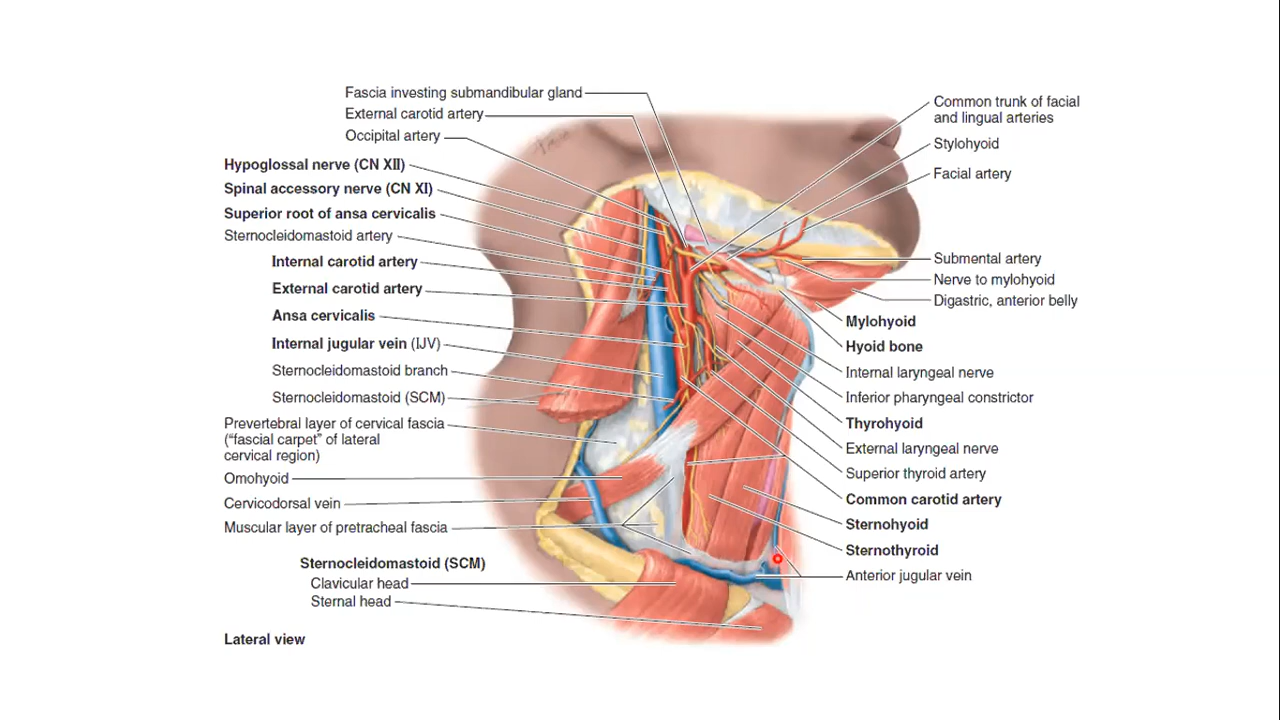 Fascia investing submandibular gland
External carotid artery
Occipital artery
Hypoglossal nerve (CN XII)
Spinal accessory nerve (CN XI)
Superior root of ansa cervicalis
Sternocleidomastoid artery
Internal carotid artery
External carotid artery
Ansa cervicalis
Internal jugular vein (IJV)
Sternocleidomastoid branch
Sternocleidomastoid (SCM)
Prevertebral layer of cervical fascia
(“fascial carpet” of lateral
cervical region)
Omohyoid
Cervicodorsal vein
Muscular layer of pretracheal fascia
Sternocleidomastoid (SCM)
Clavicular head
Sternal head
Lateral view
Common trunk of facial
and lingual arteries
Stylohyoid
Facial artery
Submental artery
Nerve to mylohyoid
Digastric, anterior belly
Mylohyoid
Hyoid bone
Internal laryngeal nerve
Inferior pharyngeal constrictor
Thyrohyoid
External laryngeal nerve
Superior thyroid artery
Common carotid artery
Sternohyoid
Sternothyroid
Anterior jugular vein